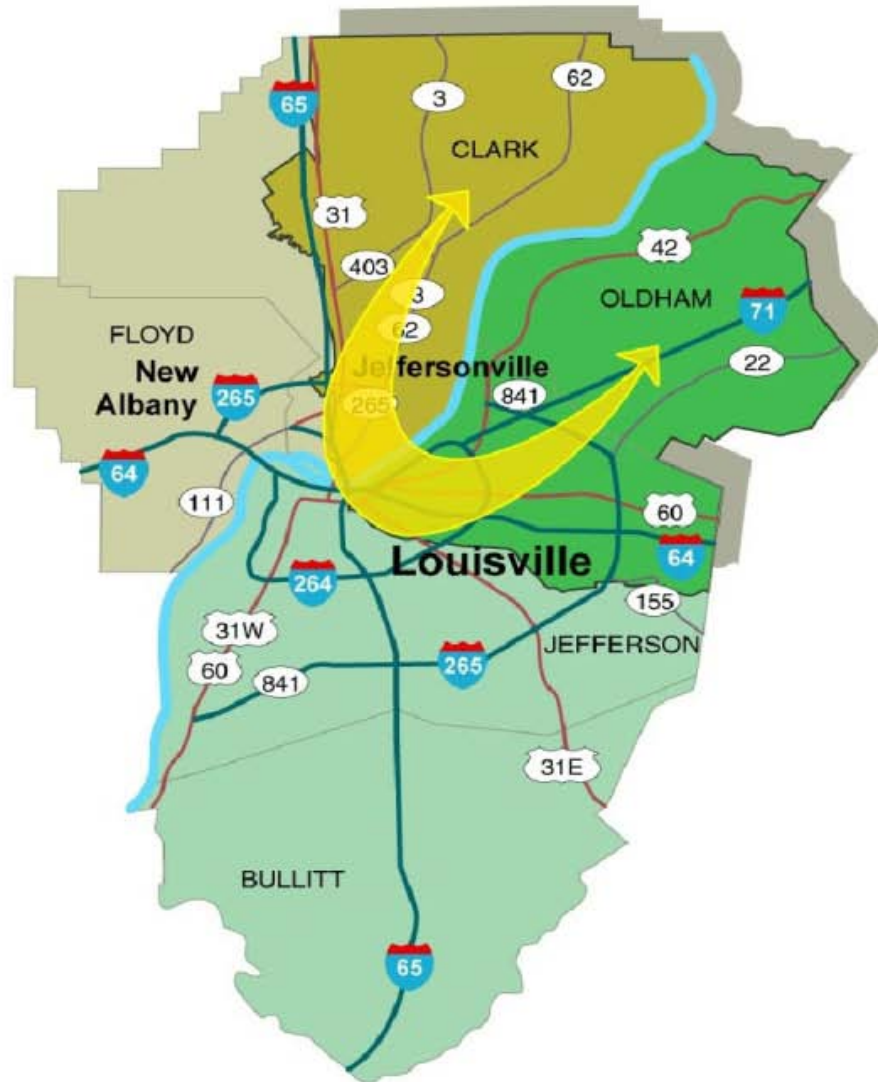 65
3
62
CLARK
31
42
403
OLDHAM
3
71
FLOYD
62
22
New
Albany
Jeffersonville
265
841
265
64
111
60
Louisville
64
264
155
31W
JEFFERSON
60
265
841
31E
BULLITT
65